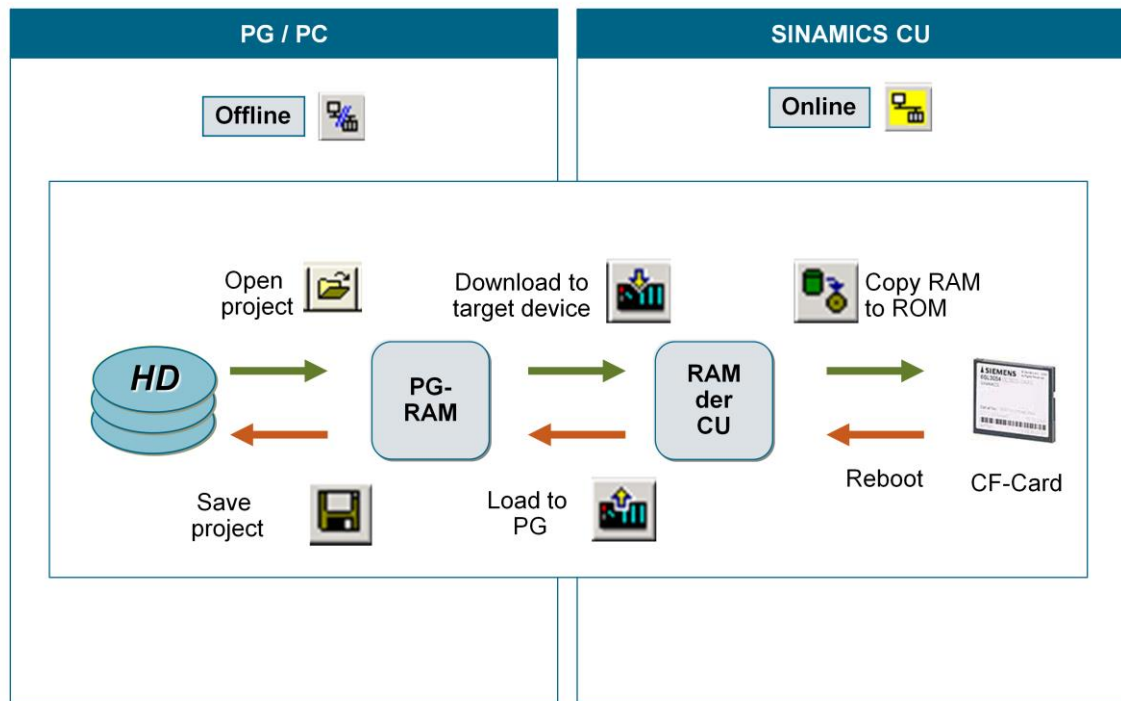 PG / PC
SINAMICS CU
Offline
Online
Open
project
Download to
target device
Copy RAM
to ROM
HD
PG-
RAM
RAM
der
CU
SIEMENS
Reboot
CF-Card
Save
project
Load to
PG